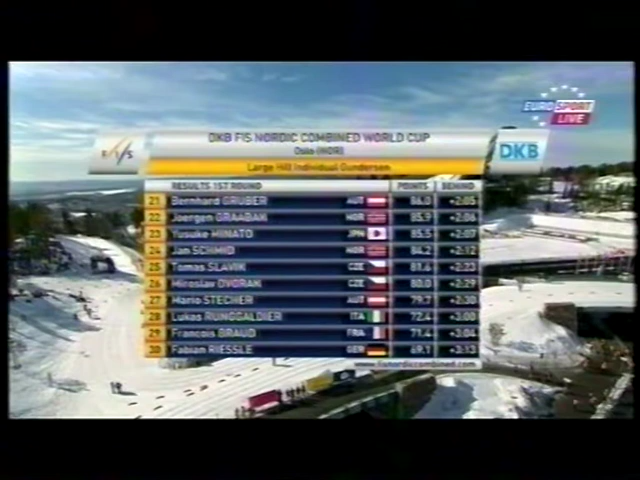 EUROSPORT
LIVE
FIS
DKB FIS NORDIC COMBINED WORLD CUP
Oslo (NOR)
DKB
Large Hill Individual Gundersen
RESULTS 1ST ROUND POINTS BEHIND
21 Bernhard GRUBER AUT 86.0 +2:05
22 Joergen GRAABAK NOR 85.9 +2:06
23 Yusuke MINATO JPN 85.5 +2:07
24 Jan SCHMID NOR 84.2 +2:12
25 Tomas SLAVIK CZE 81.6 +2:23
26 Miroslav DVORAK CZE 80.0 +2:29
27 Mario STECHER AUT 79.7 +2:30
28 Lukas RUNGGALDIER ITA 72.4 +3:00
29 Francois BRAUD FRA 71.4 +3:04
30 Fabian RIESSLE GER 69.1 +3:13
www.fisnordiccombined.com